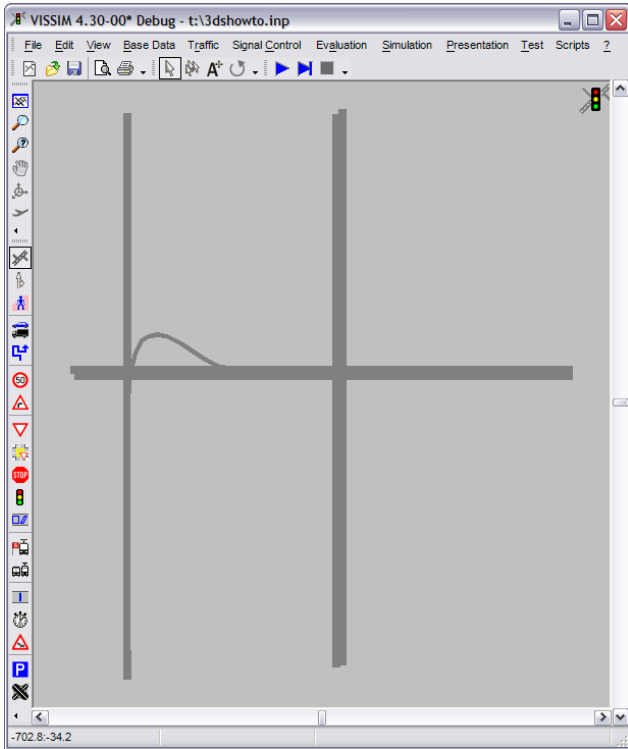 VISSIM 4.30-00* Debug - t:\3dshowto.inp
File Edit View Base Data Traffic Signal Control Evaluation Simulation Presentation Test Scripts ?
A
50
STOP
P
-702.8:-34.2